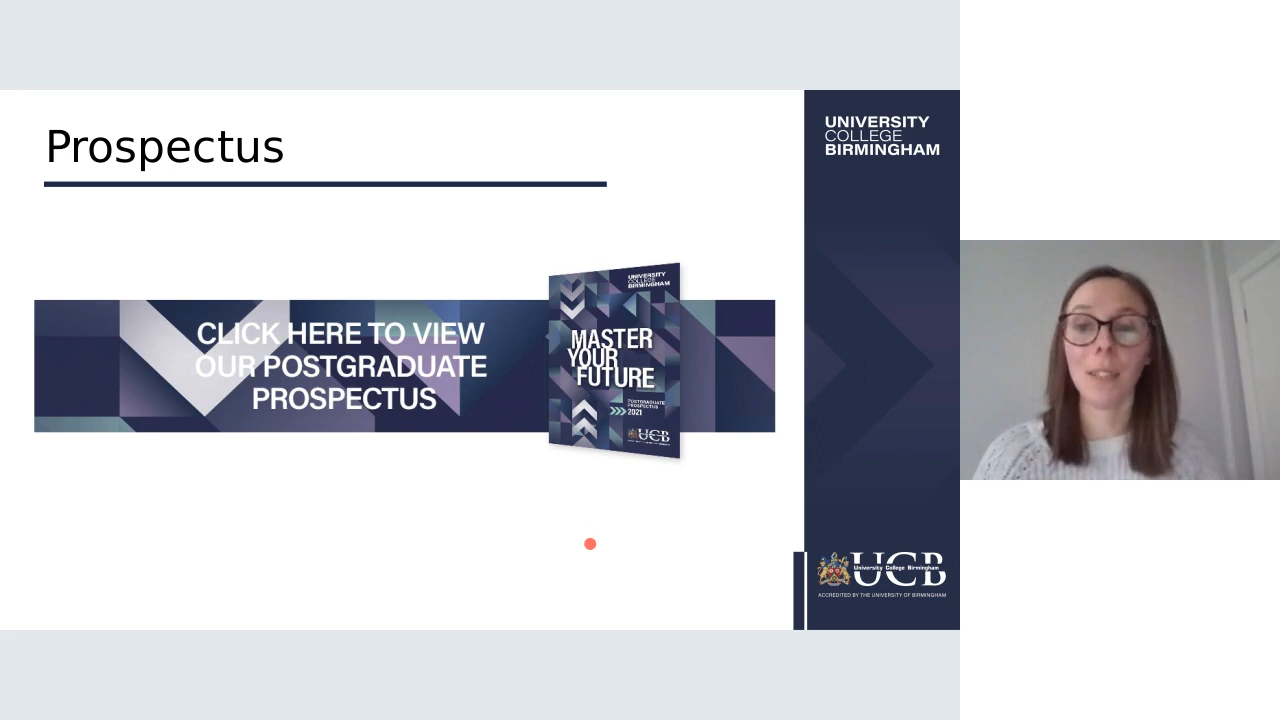 Prospectus
UNIVERSITY
COLLEGE
BIRMINGHAM
CLICK HERE TO VIEW
OUR POSTGRADUATE
PROSPECTUS
UNIVERSITY
COLLEGE
BIRMINGHAM
MASTER
YOUR
FUTURE
POSTGRADUATE
PROSPECTUS
2021
UCB
UCB
University College Birmingham
ACCREDITED BY THE UNIVERSITY OF BIRMINGHAM